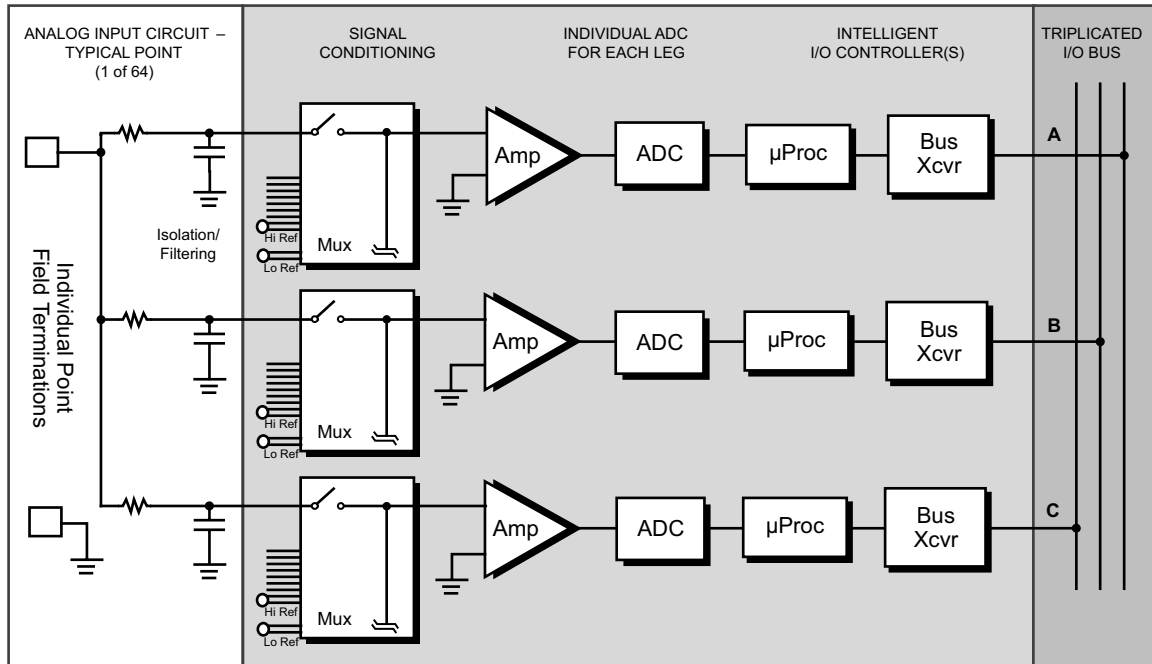 ANALOG INPUT CIRCUIT –
TYPICAL POINT
(1 of 64)
SIGNAL
CONDITIONING
INDIVIDUAL ADC
FOR EACH LEG
INTELLIGENT
I/O CONTROLLER(S)
TRIPLICATED
I/O BUS
Individual Point
Field Terminations
Isolation/
Filtering
Hi Ref
Lo Ref
Mux
Amp
ADC
µProc
Bus
Xcvr
A
Hi Ref
Lo Ref
Mux
Amp
ADC
µProc
Bus
Xcvr
B
Hi Ref
Lo Ref
Mux
Amp
ADC
µProc
Bus
Xcvr
C